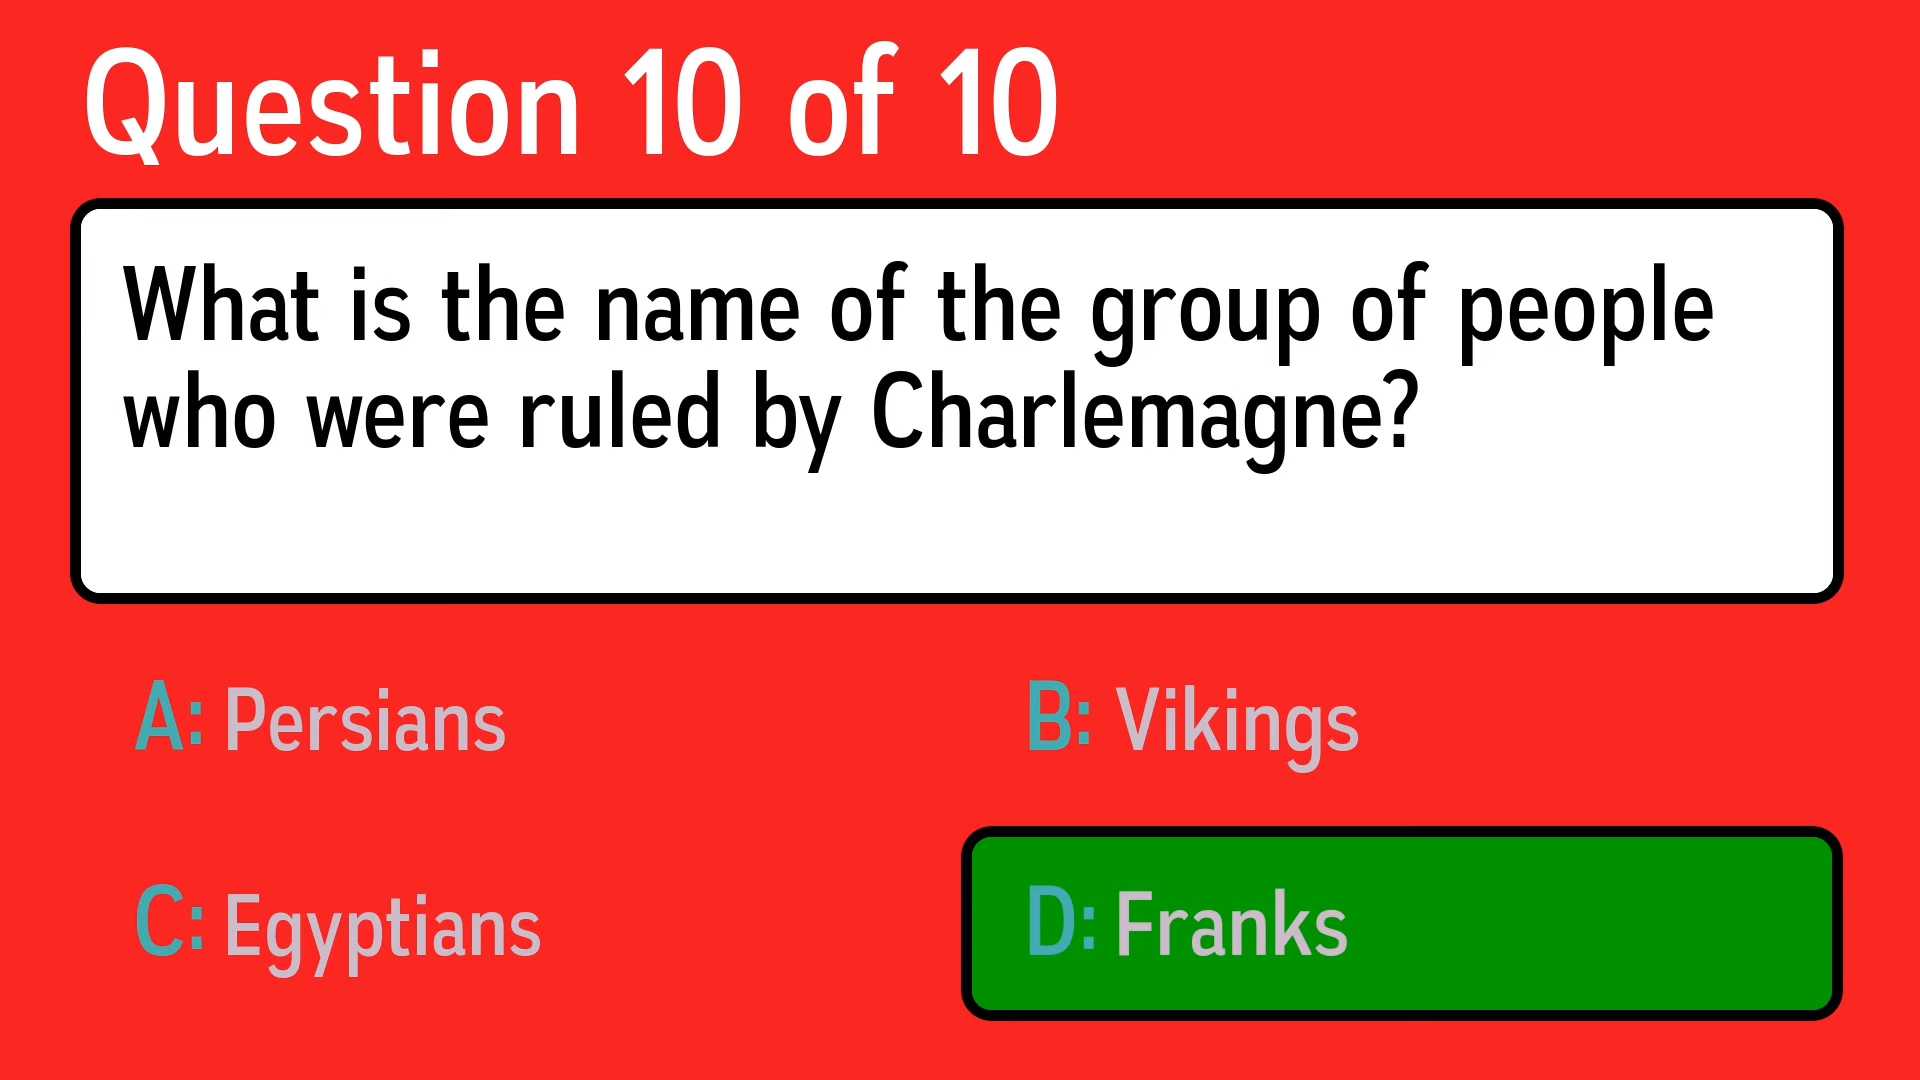 Question 10 of 10
What is the name of the group of people
who were ruled by Charlemagne?
A: Persians
B: Vikings
C: Egyptians
D: Franks